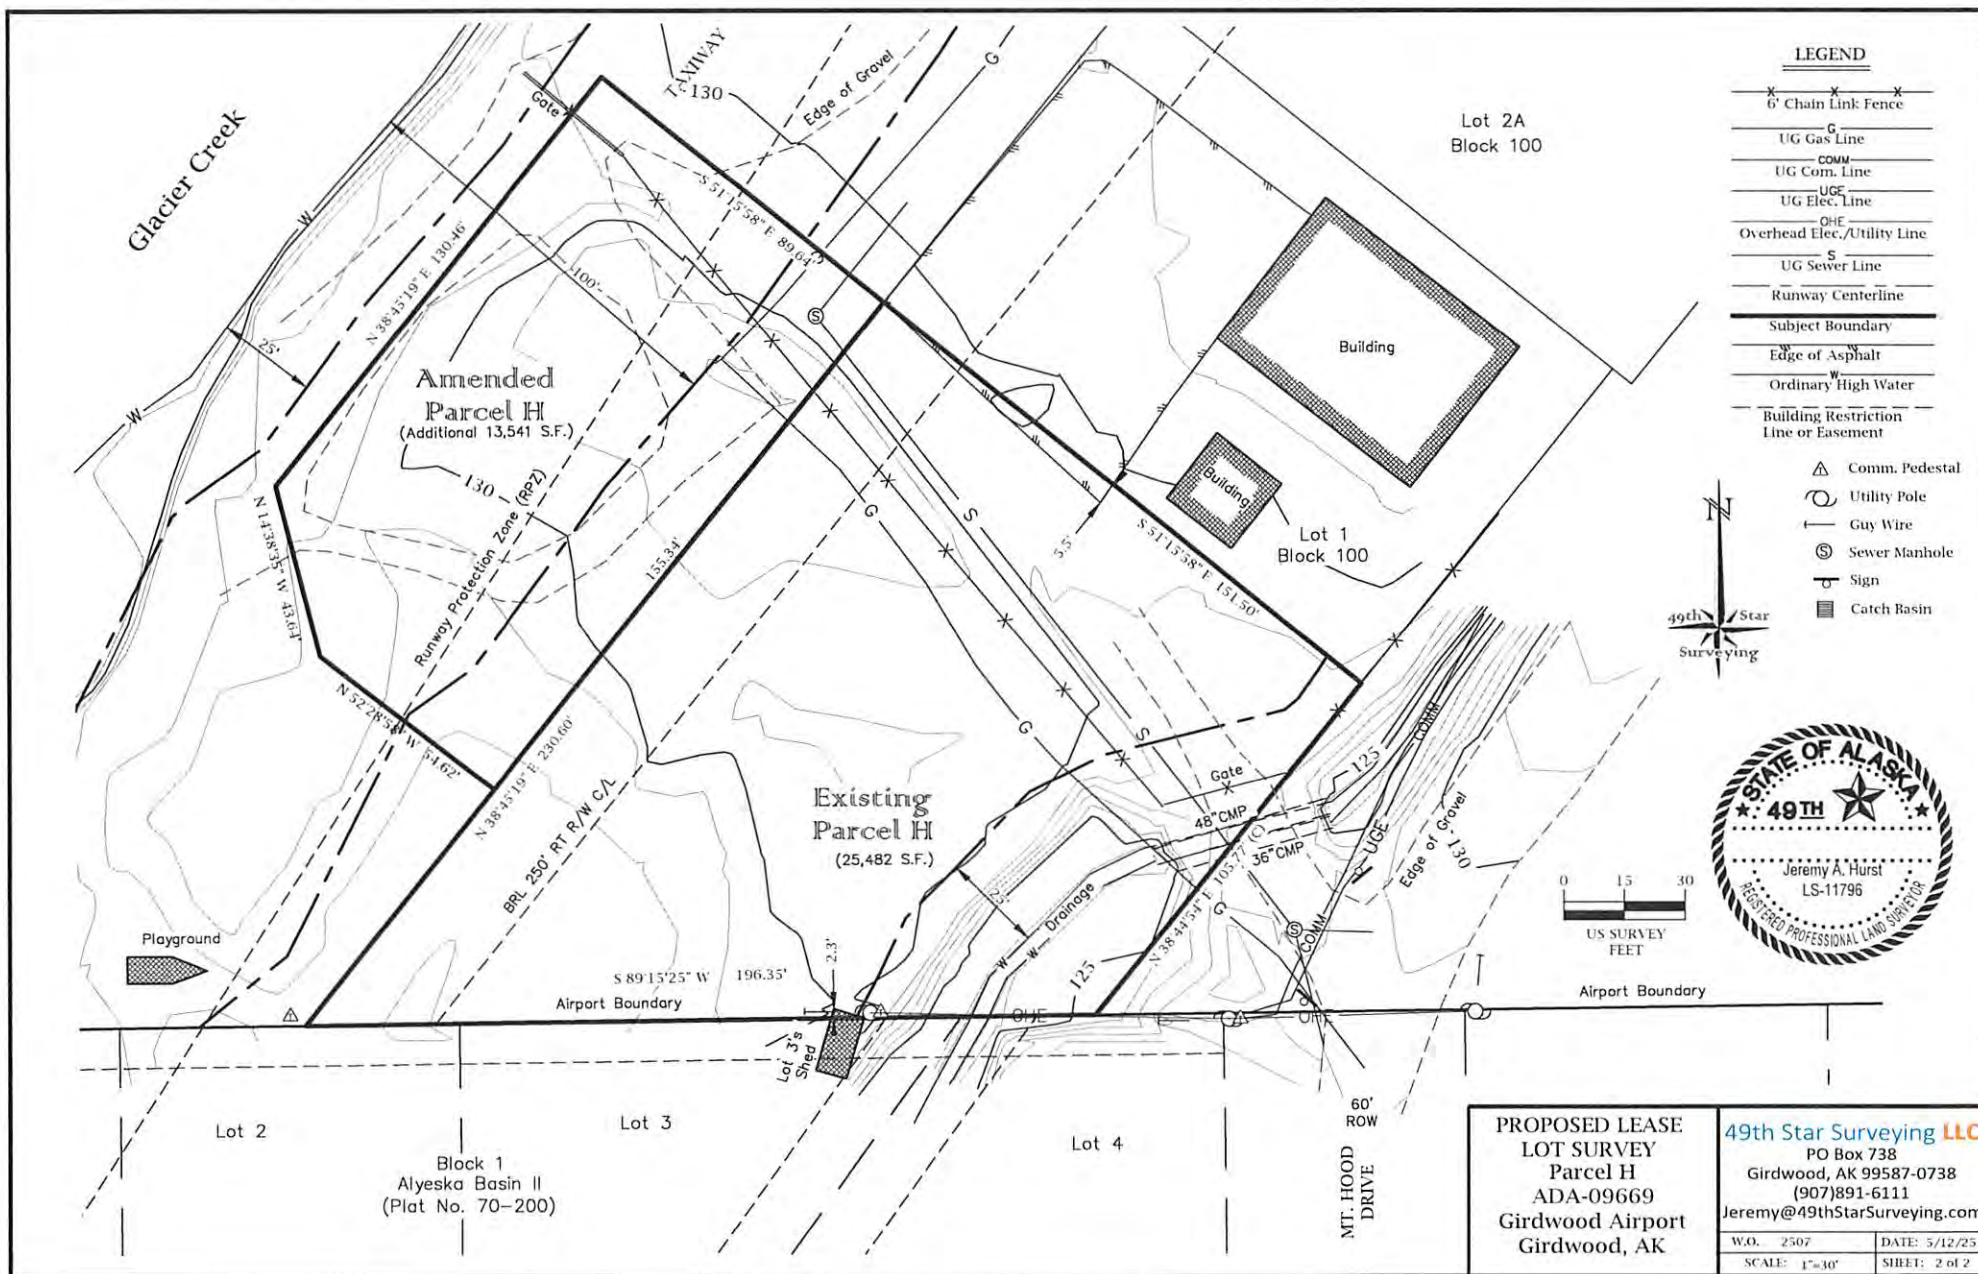 Glacier Creek
Gate
TAXIWAY
130
Edge of Gravel
G
Lot 2A
Block 100
LEGEND
X X X
6' Chain Link Fence
G
UG Gas Line
COMM
UG Com. Line
UGE
UG Elec. Line
OHE
Overhead Elec./Utility Line
S
UG Sewer Line
Runway Centerline
Subject Boundary
Edge of Asphalt
W
Ordinary High Water
Building Restriction
Line or Easement
Comm. Pedestal
Utility Pole
Guy Wire
S Sewer Manhole
Sign
Catch Basin
N
49th Star
Surveying
W
N 38°45'19" E 130.46'
S 51°15'58" E 89.64'
100'
25'
W
S
Amended
Parcel H
(Additional 13,541 S.F.)
130
Runway Protection Zone (RPZ)
N 14°38'35" W 43.64'
155.34'
G
S
Building
Building
Lot 1
Block 100
5.5'
S 51°15'58" E 151.50'
N 38°45'19" E 230.60'
BRL 250' RT R/W C/L
G
S
Existing
Parcel H
(25,482 S.F.)
Gate
48"CMP
36"CMP
125
COMM
UGE
Edge of Gravel
130
N 38°44'54" E 105.77' (C)
25'
W Drainage
W
G
S
COMM
125
Playground
S 89°15'25" W 196.35'
2.3'
Airport Boundary
OHE
Airport Boundary
Lot 3's
Shed
Lot 2
Lot 3
Lot 4
Block 1
Alyeska Basin II
(Plat No. 70-200)
60'
ROW
MT. HOOD
DRIVE
0 15 30
US SURVEY
FEET
STATE OF ALASKA
49TH
Jeremy A. Hurst
LS-11796
REGISTERED PROFESSIONAL LAND SURVEYOR
PROPOSED LEASE
LOT SURVEY
Parcel H
ADA-09669
Girdwood Airport
Girdwood, AK
49th Star Surveying LLC
PO Box 738
Girdwood, AK 99587-0738
(907)891-6111
Jeremy@49thStarSurveying.com
W.O. 2507
DATE: 5/12/25
SCALE: 1"=30'
SHEET: 2 of 2